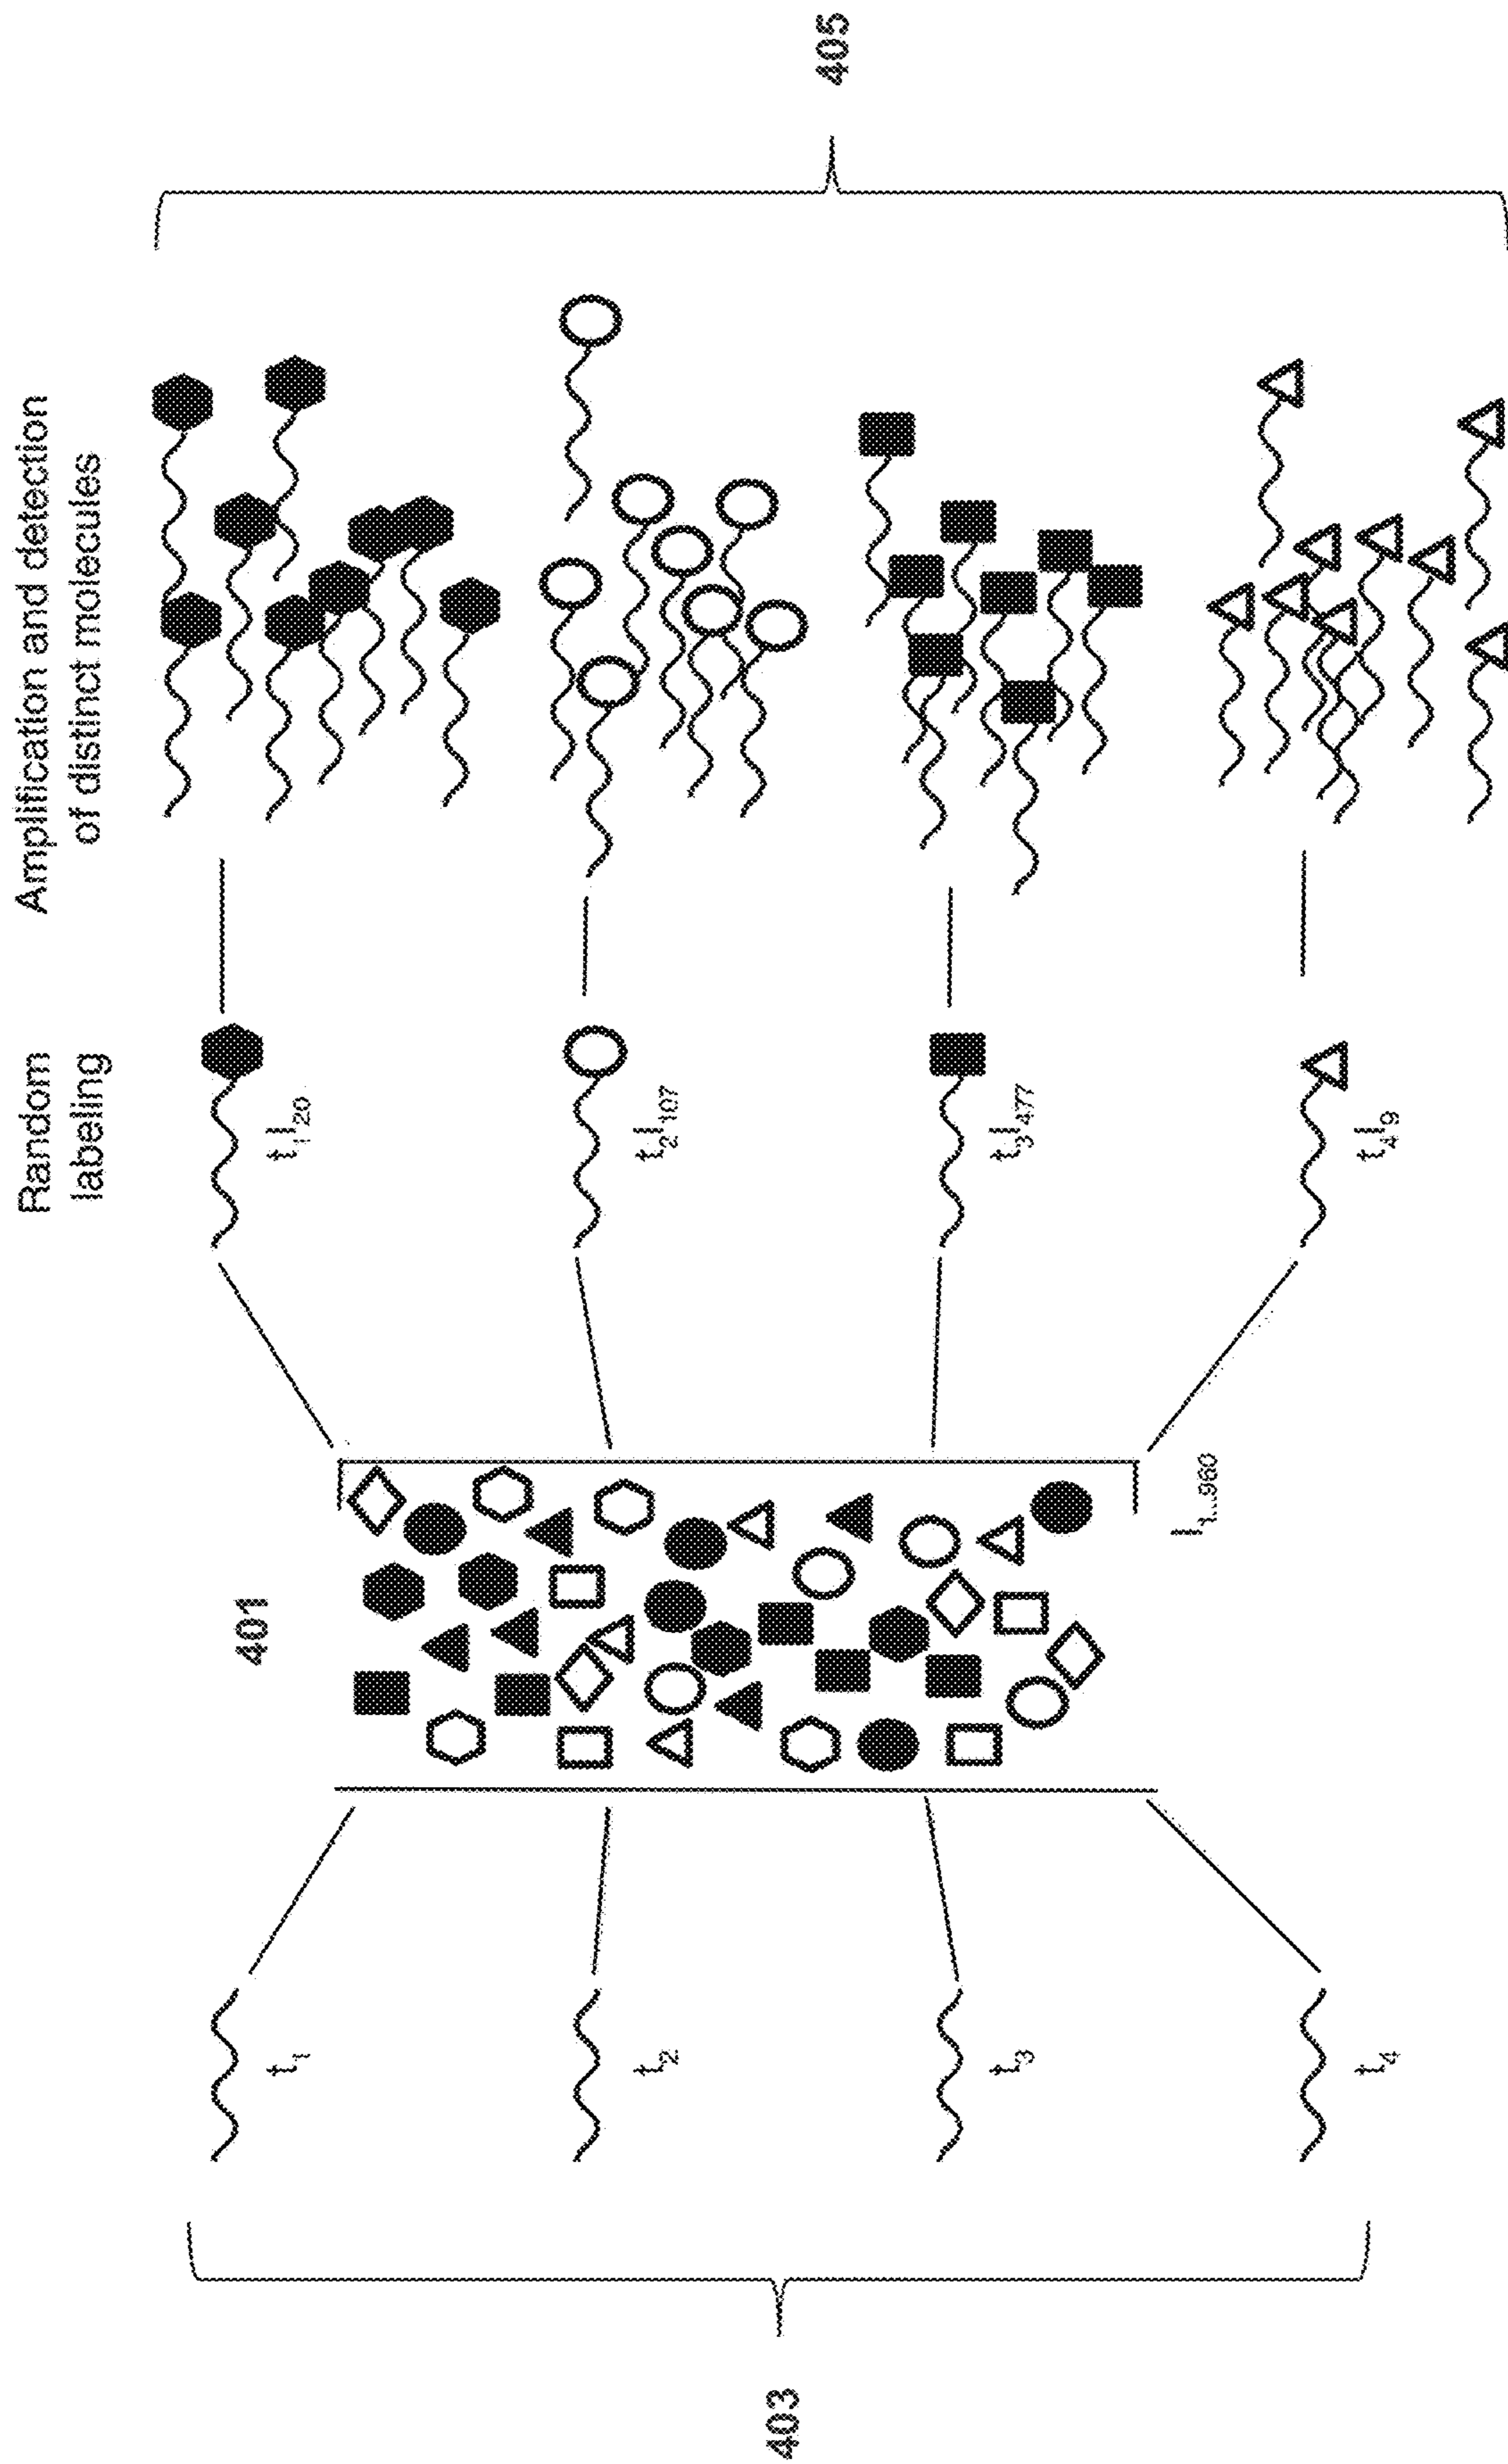 Random
labeling
Amplification and detection
of distinct molecules
401
t1
t1l20
t2
t2l107
403
405
t3
t3l477
t4
t4l9
l1...960